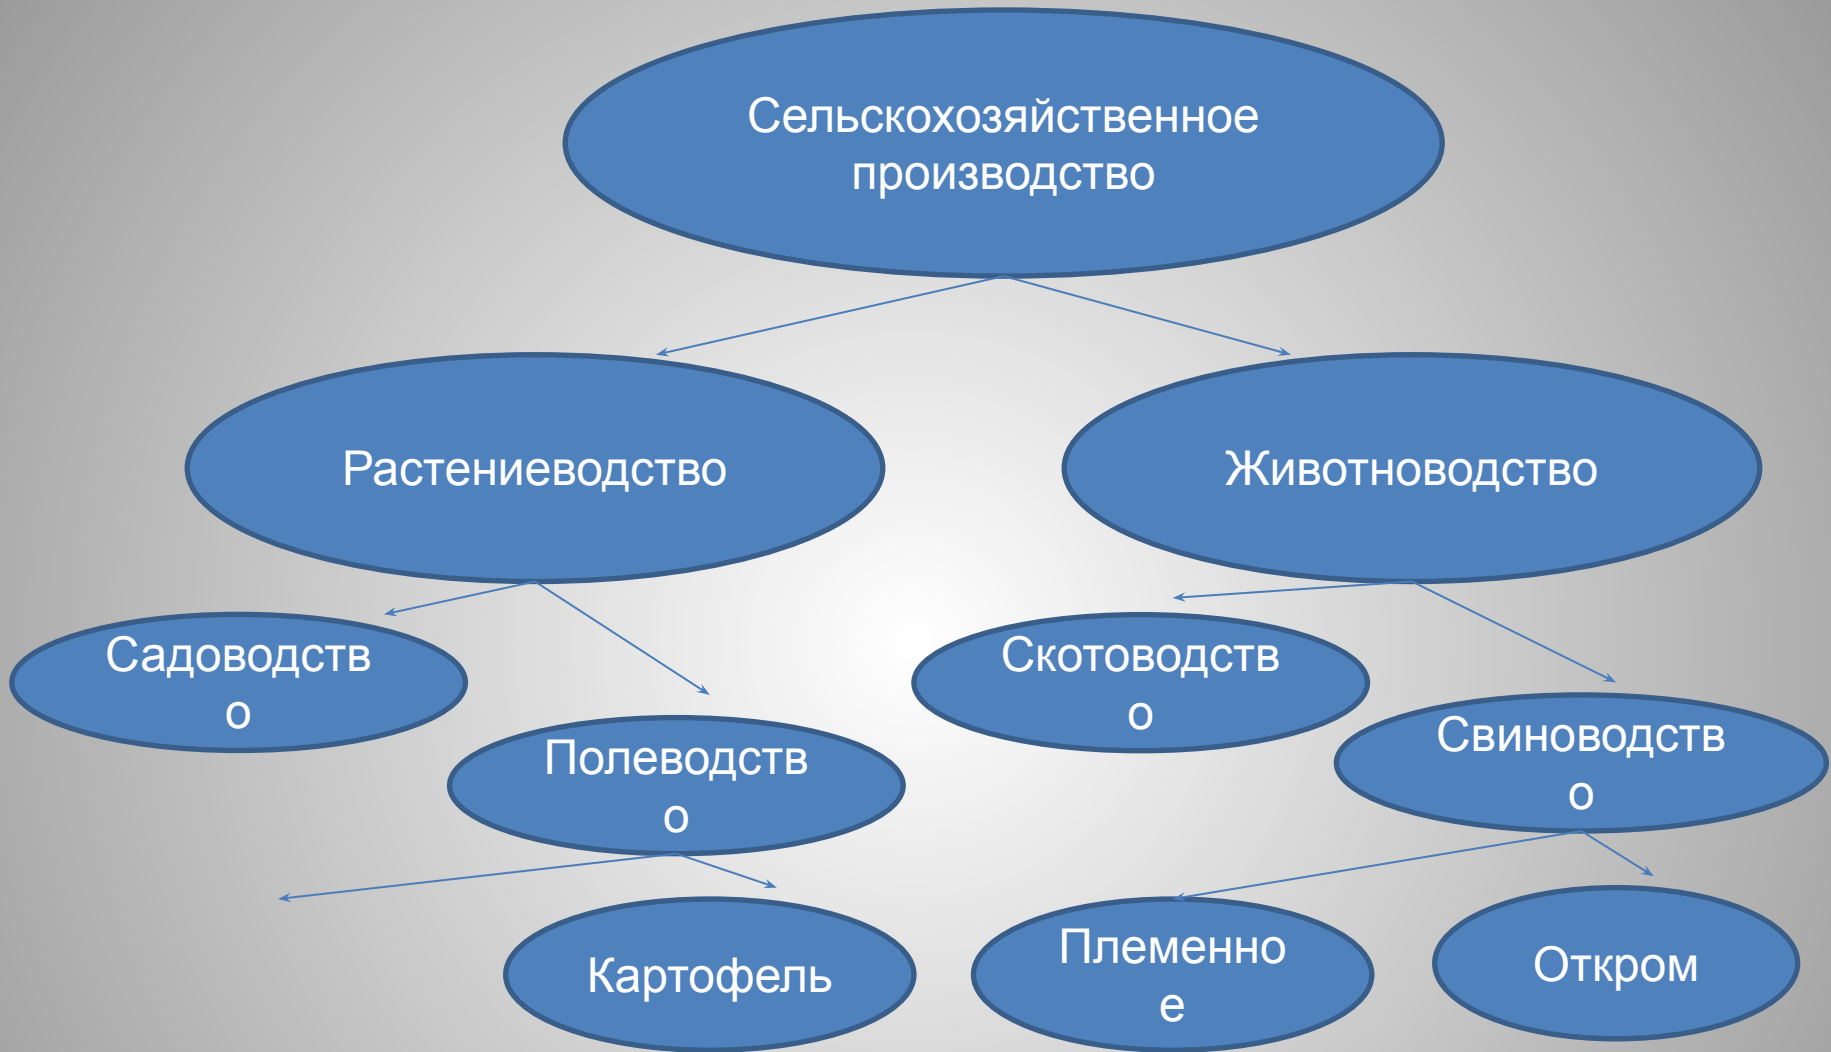 Сельскохозяйственное
производство
Растениеводство
Животноводство
Садоводств
о
Скотоводств
о
Полеводств
о
Свиноводств
о
Картофель
Племенно
е
Откром